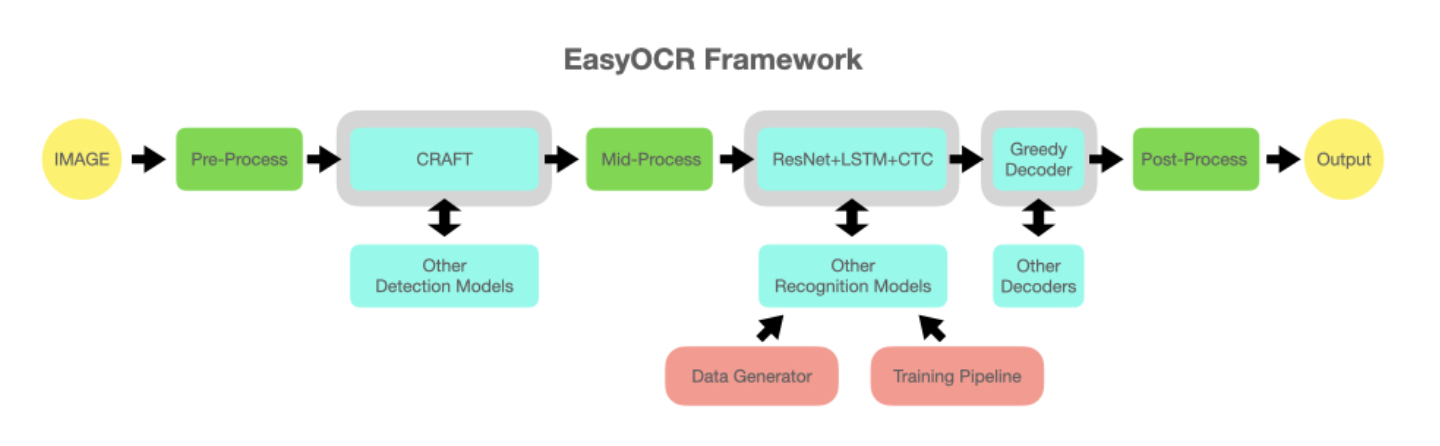 EasyOCR Framework
IMAGE
Pre-Process
CRAFT
Mid-Process
ResNet+LSTM+CTC
Greedy
Decoder
Post-Process
Output
Other
Detection Models
Other
Recognition Models
Other
Decoders
Data Generator
Training Pipeline